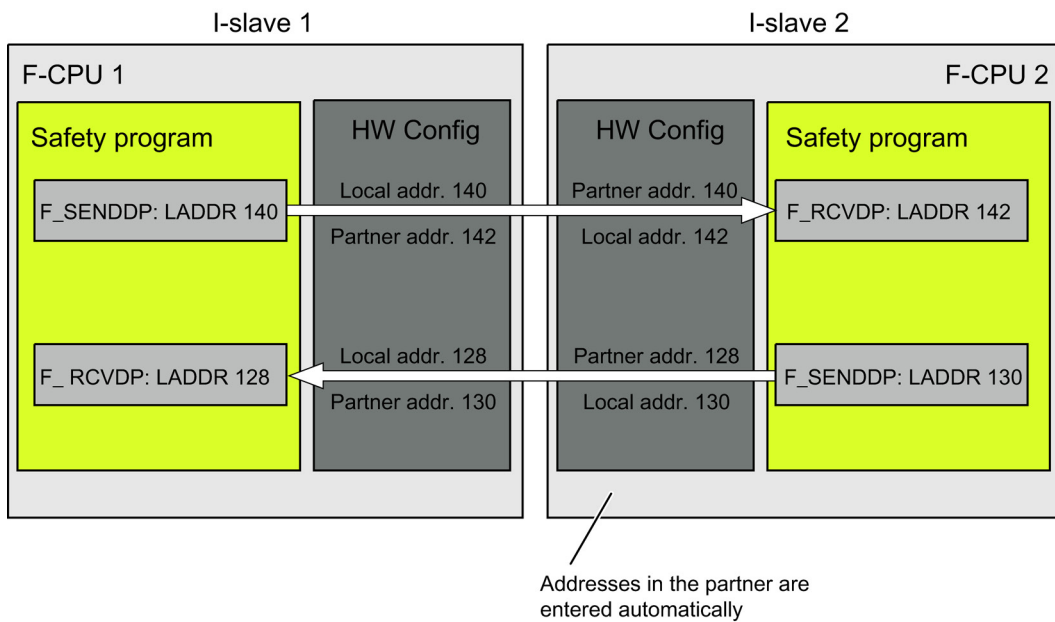 I-slave 1
I-slave 2
F-CPU 1
F-CPU 2
Safety program
HW Config
HW Config
Safety program
Local addr. 140
Partner addr. 140
F_SENDDP: LADDR 140
F_RCVDP: LADDR 142
Partner addr. 142
Local addr. 142
Local addr. 128
Partner addr. 128
F_ RCVDP: LADDR 128
F_SENDDP: LADDR 130
Partner addr. 130
Local addr. 130
Addresses in the partner are
entered automatically